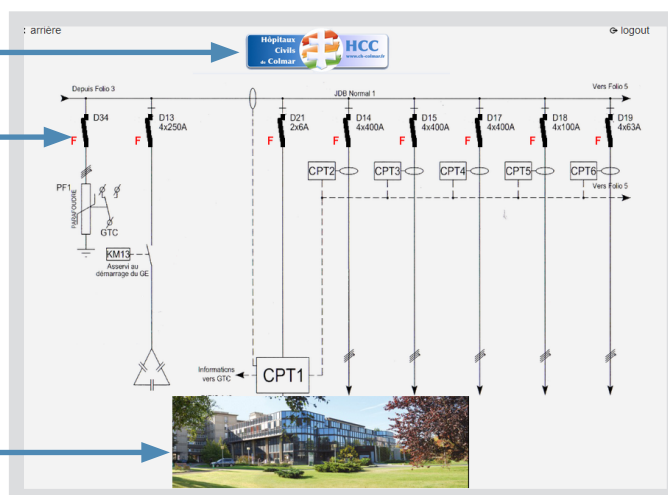 : arrière
logout
Hôpitaux
Civils
de Colmar
HCC
www.ch-colmar.fr
Depuis Folio 3
JDB Normal 1
Vers Folio 5
D34
D13
4x250A
D21
2x6A
D14
4x400A
D15
4x400A
D17
4x400A
D18
4x100A
D19
4x63A
F
F
F
F
F
F
F
F
CPT2
CPT3
CPT4
CPT5
CPT6
Vers Folio 5
PF1
PARAFOUDRE
GTC
KM13
Asservi au
démarrage du GE
Informations
vers GTC
CPT1